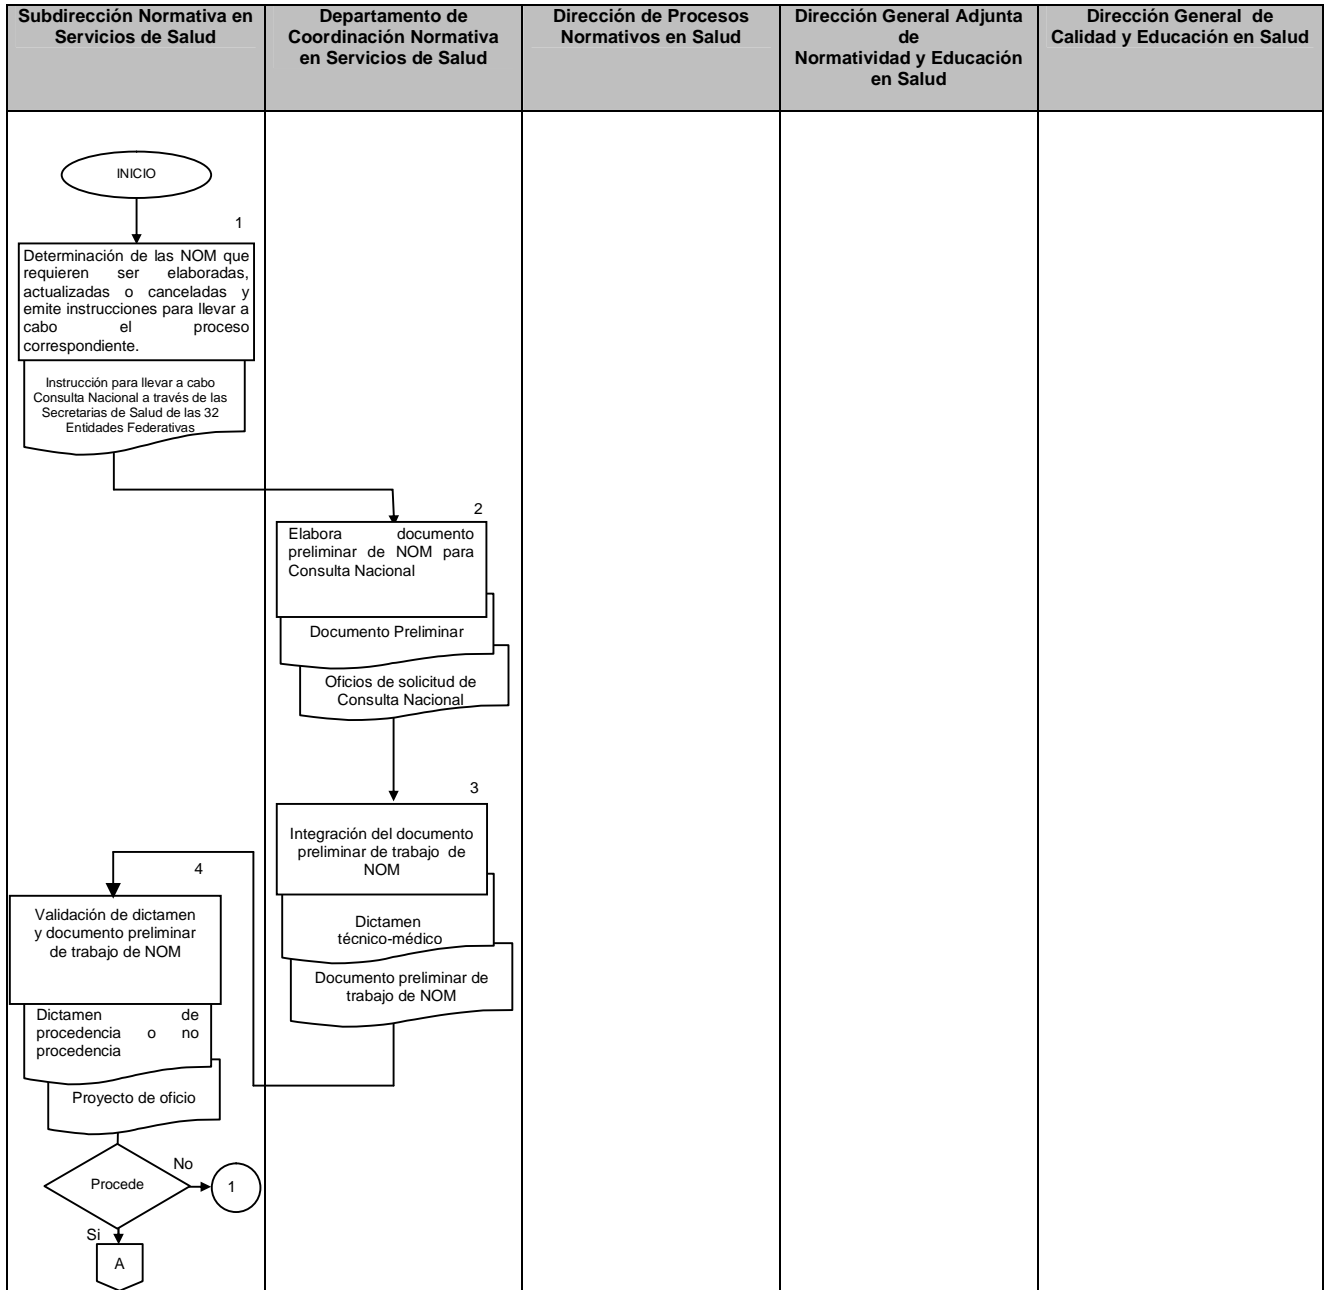 Subdirección Normativa en
Servicios de Salud
Departamento de
Coordinación Normativa
en Servicios de Salud
Dirección de Procesos
Normativos en Salud
Dirección General Adjunta
de
Normatividad y Educación
en Salud
Dirección General de
Calidad y Educación en Salud
INICIO
1
Determinación de las NOM que
requieren ser elaboradas,
actualizadas o canceladas y
emite instrucciones para llevar a
cabo el proceso
correspondiente.
Instrucción para llevar a cabo
Consulta Nacional a través de las
Secretarias de Salud de las 32
Entidades Federativas
2
Elabora documento
preliminar de NOM para
Consulta Nacional
Documento Preliminar
Oficios de solicitud de
Consulta Nacional
3
Integración del documento
preliminar de trabajo de
NOM
Dictamen
técnico-médico
Documento preliminar de
trabajo de NOM
4
Validación de dictamen
y documento preliminar
de trabajo de NOM
Dictamen de
procedencia o no
procedencia
Proyecto de oficio
Procede
No
1
Si
A